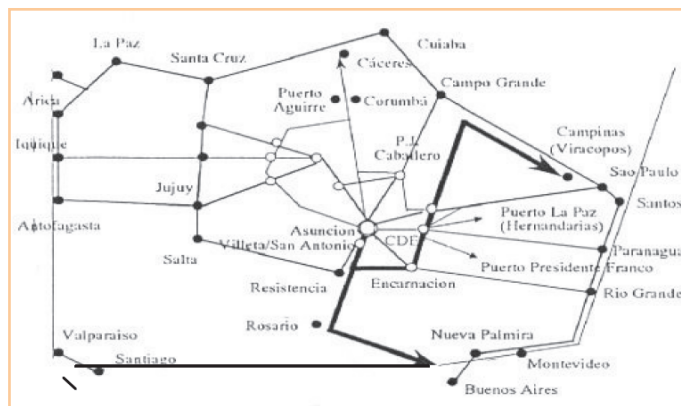 La Paz
Santa Cruz
Cuiaba
Cáceres
Puerto
Aguirre
Corumbá
Campo Grande
Arica
P.J.
Caballero
Campinas
(Viracopos)
Iquique
Sao Paulo
Jujuy
Santos
Antofagasta
Asuncion
Puerto La Paz
(Hernandarias)
Villeta/San Antonio
CDE
Salta
Paranagua
Puerto Presidente Franco
Resistencia
Encarnacion
Rio Grande
Rosario
Valparaiso
Nueva Palmira
Santiago
Montevideo
Buenos Aires